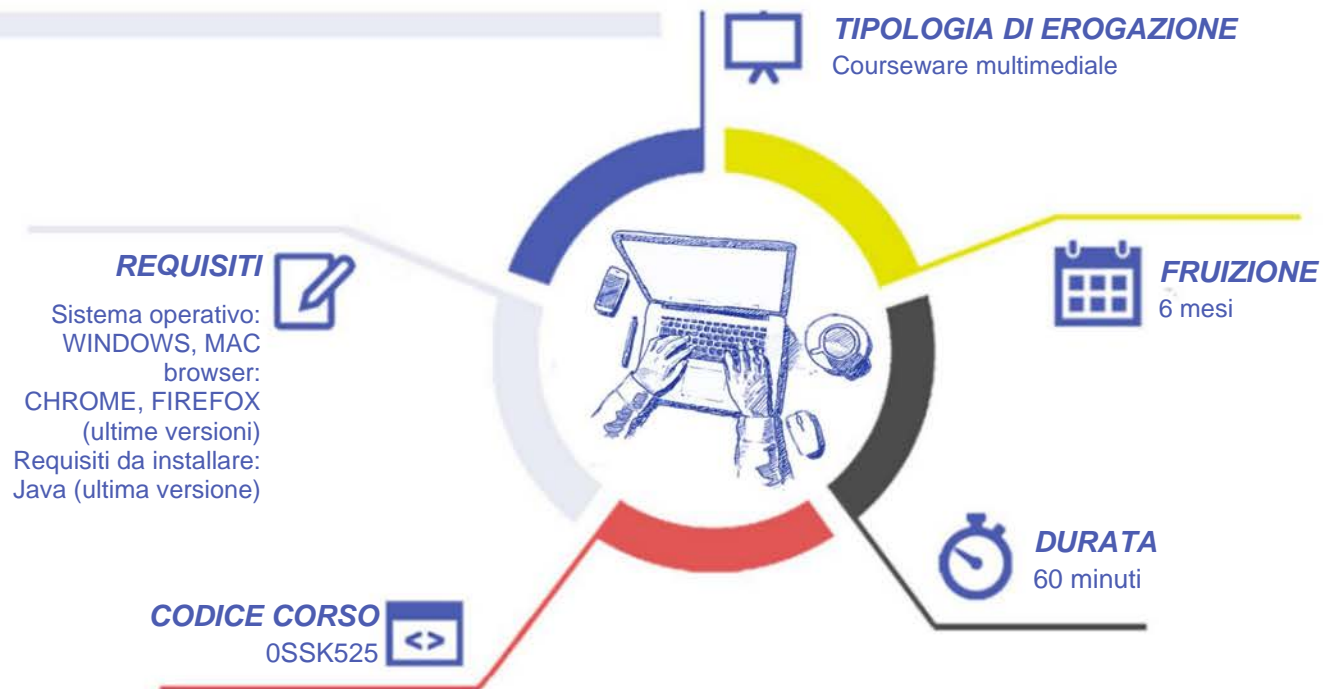 TIPOLOGIA DI EROGAZIONE
Courseware multimediale
REQUISITI
Sistema operativo:
WINDOWS, MAC
browser:
CHROME, FIREFOX
(ultime versioni)
Requisiti da installare:
Java (ultima versione)
FRUIZIONE
6 mesi
DURATA
60 minuti
CODICE CORSO
0SSK525